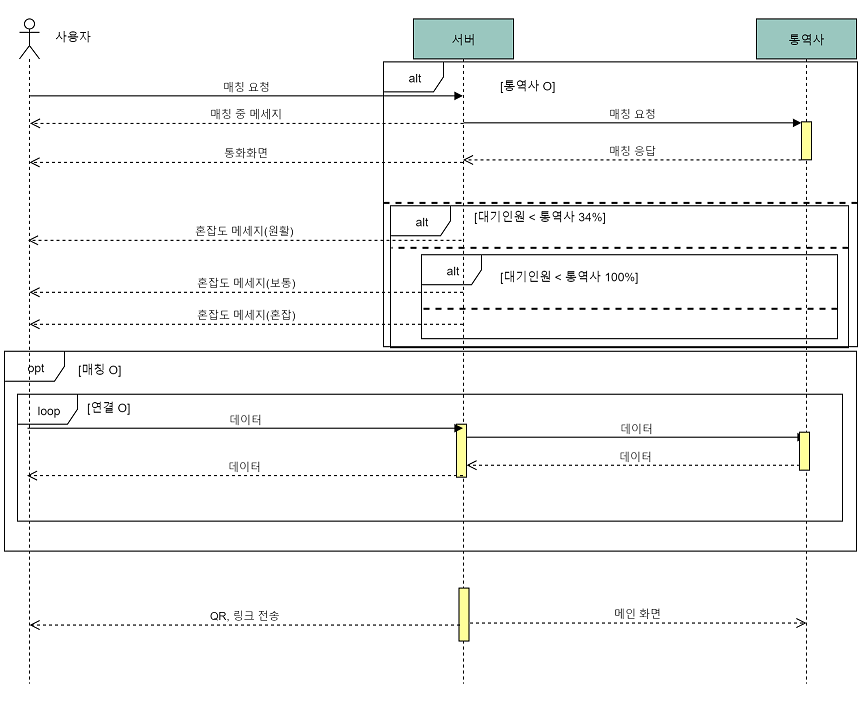 사용자
서버
통역사
alt
[통역사 O]
매칭 요청
매칭 중 메세지
매칭 요청
통화화면
매칭 응답
alt
[대기인원 < 통역사 34%]
혼잡도 메세지(원활)
alt
[대기인원 < 통역사 100%]
혼잡도 메세지(보통)
혼잡도 메세지(혼잡)
opt
[매칭 O]
loop
[연결 O]
데이터
데이터
데이터
데이터
QR, 링크 전송
메인 화면